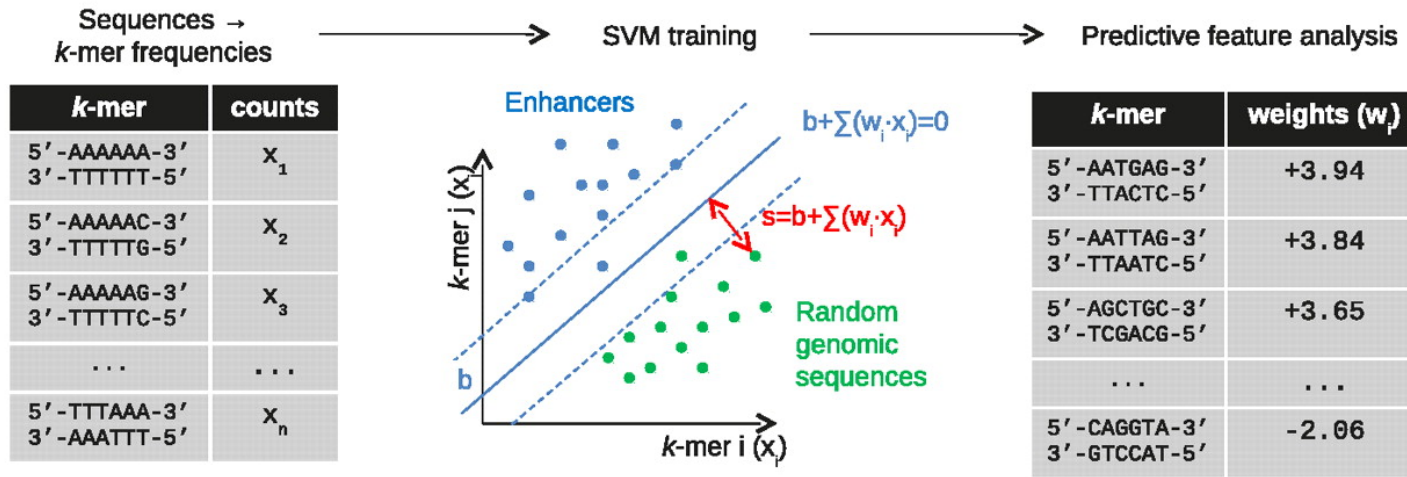 Sequences →
k-mer frequencies
SVM training
Predictive feature analysis
k-mer counts
5′-AAAAAA-3′
3′-TTTTTT-5′
x1
5′-AAAAAC-3′
3′-TTTTTG-5′
x2
5′-AAAAAG-3′
3′-TTTTTC-5′
x3
... ...
5′-TTTAAA-3′
3′-AAATTT-5′
xn
Enhancers
b+∑(wi·xi)=0
k-mer j (xj)
s=b+∑(wi·xi)
Random
genomic
sequences
b
k-mer i (xi)
k-mer weights (wi)
5′-AATGAG-3′
3′-TTACTC-5′
+3.94
5′-AATTAG-3′
3′-TTAATC-5′
+3.84
5′-AGCTGC-3′
3′-TCGACG-5′
+3.65
... ...
5′-CAGGTA-3′
3′-GTCCAT-5′
-2.06